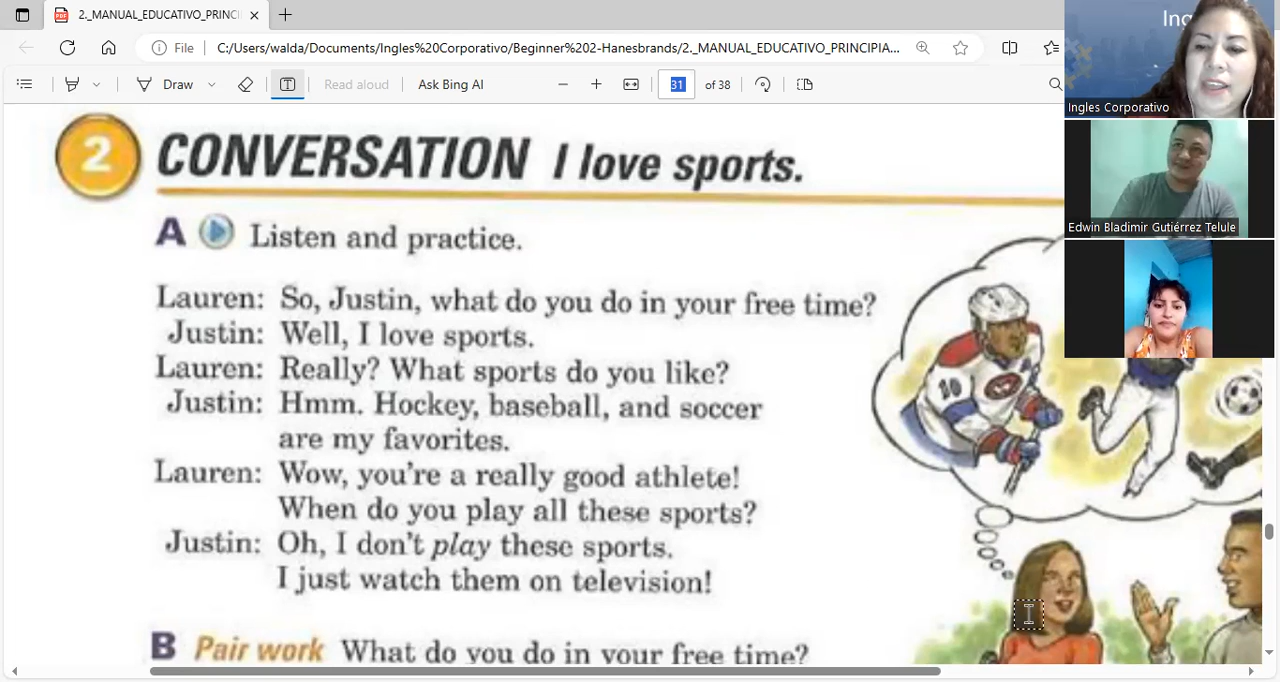 2._MANUAL_EDUCATIVO_PRINCI
File
C:/Users/walda/Documents/Ingles%20Corporativo/Beginner%202-Hanesbrands/2._MANUAL_EDUCATIVO_PRINCIPIA...
Draw
Read aloud
Ask Bing AI
31 of 38
Ing
Ingles Corporativo
Edwin Bladimir Gutiérrez Telule
2 CONVERSATION I love sports.
A Listen and practice.
Lauren: So, Justin, what do you do in your free time?
Justin: Well, I love sports.
Lauren: Really? What sports do you like?
Justin: Hmm. Hockey, baseball, and soccer
are my favorites.
Lauren: Wow, you're a really good athlete!
When do you play all these sports?
Justin: Oh, I don't play these sports.
I just watch them on television!
10
B Pair work What do you do in your free time?